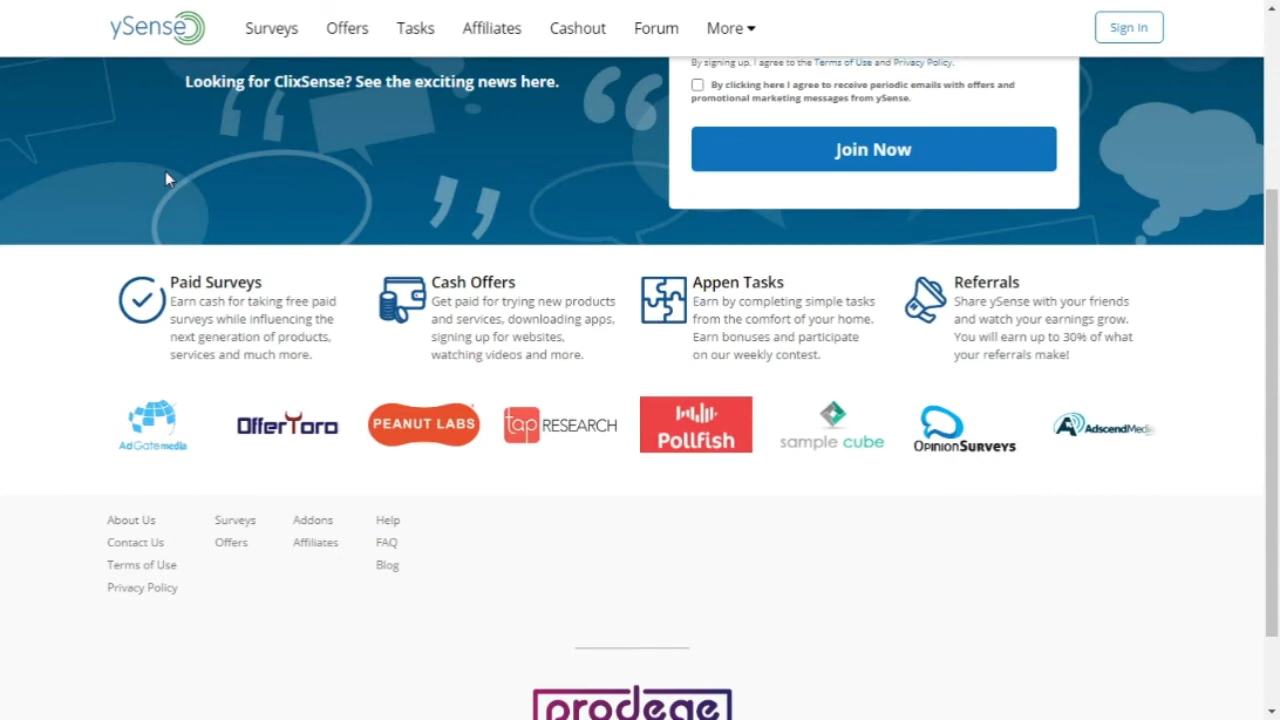 ySense
Surveys
Offers
Tasks
Affiliates
Cashout
Forum
More
Sign In
By signing up, I agree to the Terms of Use and Privacy Policy.
Looking for ClixSense? See the exciting news here.
By clicking here I agree to receive periodic emails with offers and
promotional marketing messages from ySense.
Join Now
Paid Surveys
Earn cash for taking free paid
surveys while influencing the
next generation of products,
services and much more.
Cash Offers
Get paid for trying new products
and services, downloading apps,
signing up for websites,
watching videos and more.
Appen Tasks
Earn by completing simple tasks
from the comfort of your home.
Earn bonuses and participate
on our weekly contest.
Referrals
Share ySense with your friends
and watch your earnings grow.
You will earn up to 30% of what
your referrals make!
AdGatemedia
OfferToro
PEANUT LABS
tap RESEARCH
Pollfish
sample cube
OpinionSurveys
AdscendMedia
About Us
Surveys
Addons
Help
Contact Us
Offers
Affiliates
FAQ
Terms of Use
Blog
Privacy Policy
prodege